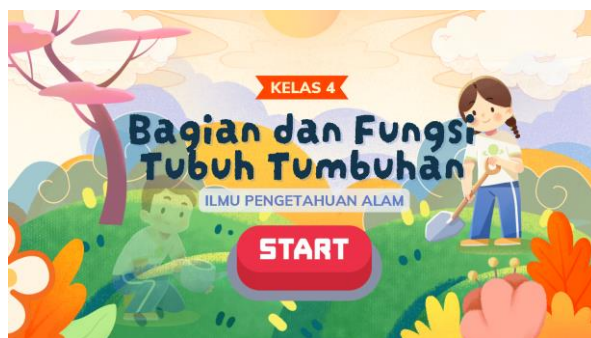 KELAS 4
Bagian dan Fungsi
Tubuh Tumbuhan
ILMU PENGETAHUAN ALAM
START